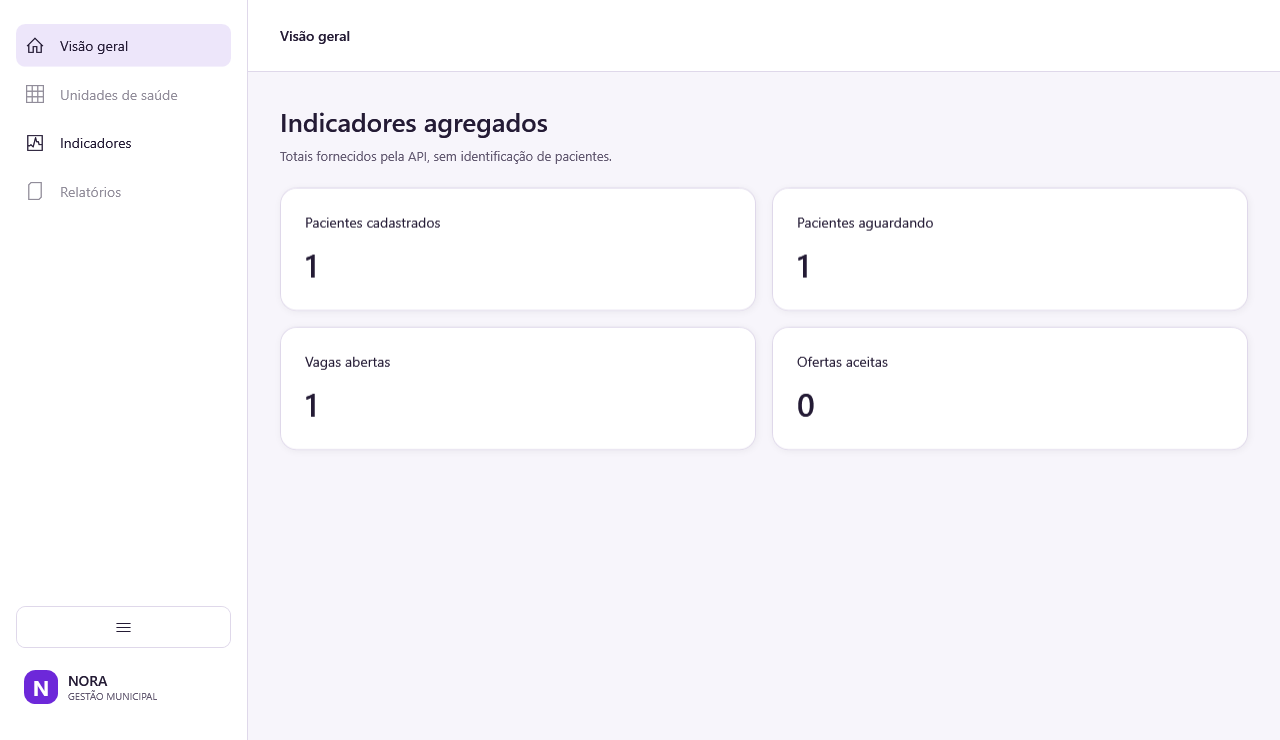 Visão geral
Unidades de saúde
Indicadores
Relatórios
N
NORA
GESTÃO MUNICIPAL
Visão geral
Indicadores agregados
Totais fornecidos pela API, sem identificação de pacientes.
Pacientes cadastrados
1
Pacientes aguardando
1
Vagas abertas
1
Ofertas aceitas
0